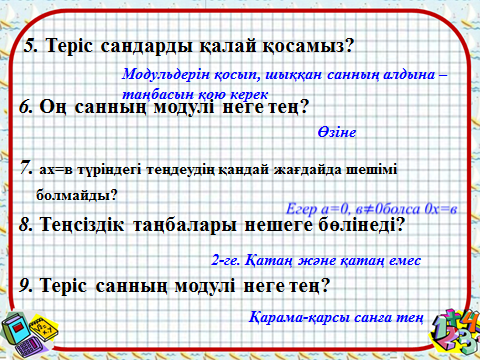 5. Теріс сандарды қалай қосамыз?
Модульдерін қосып, шыққан санның алдына –
таңбасын қою керек
6. Оң санның модулі неге тең?
Өзіне
7. ах=в түріндегі теңдеудің қандай жағдайда шешімі
болмайды?
Егер а=0, в≠0болса 0х=в
8. Теңсіздік таңбалары нешеге бөлінеді?
2-ге. Қатаң және қатаң емес
9. Теріс санның модулі неге тең?
Қарама-қарсы санға тең